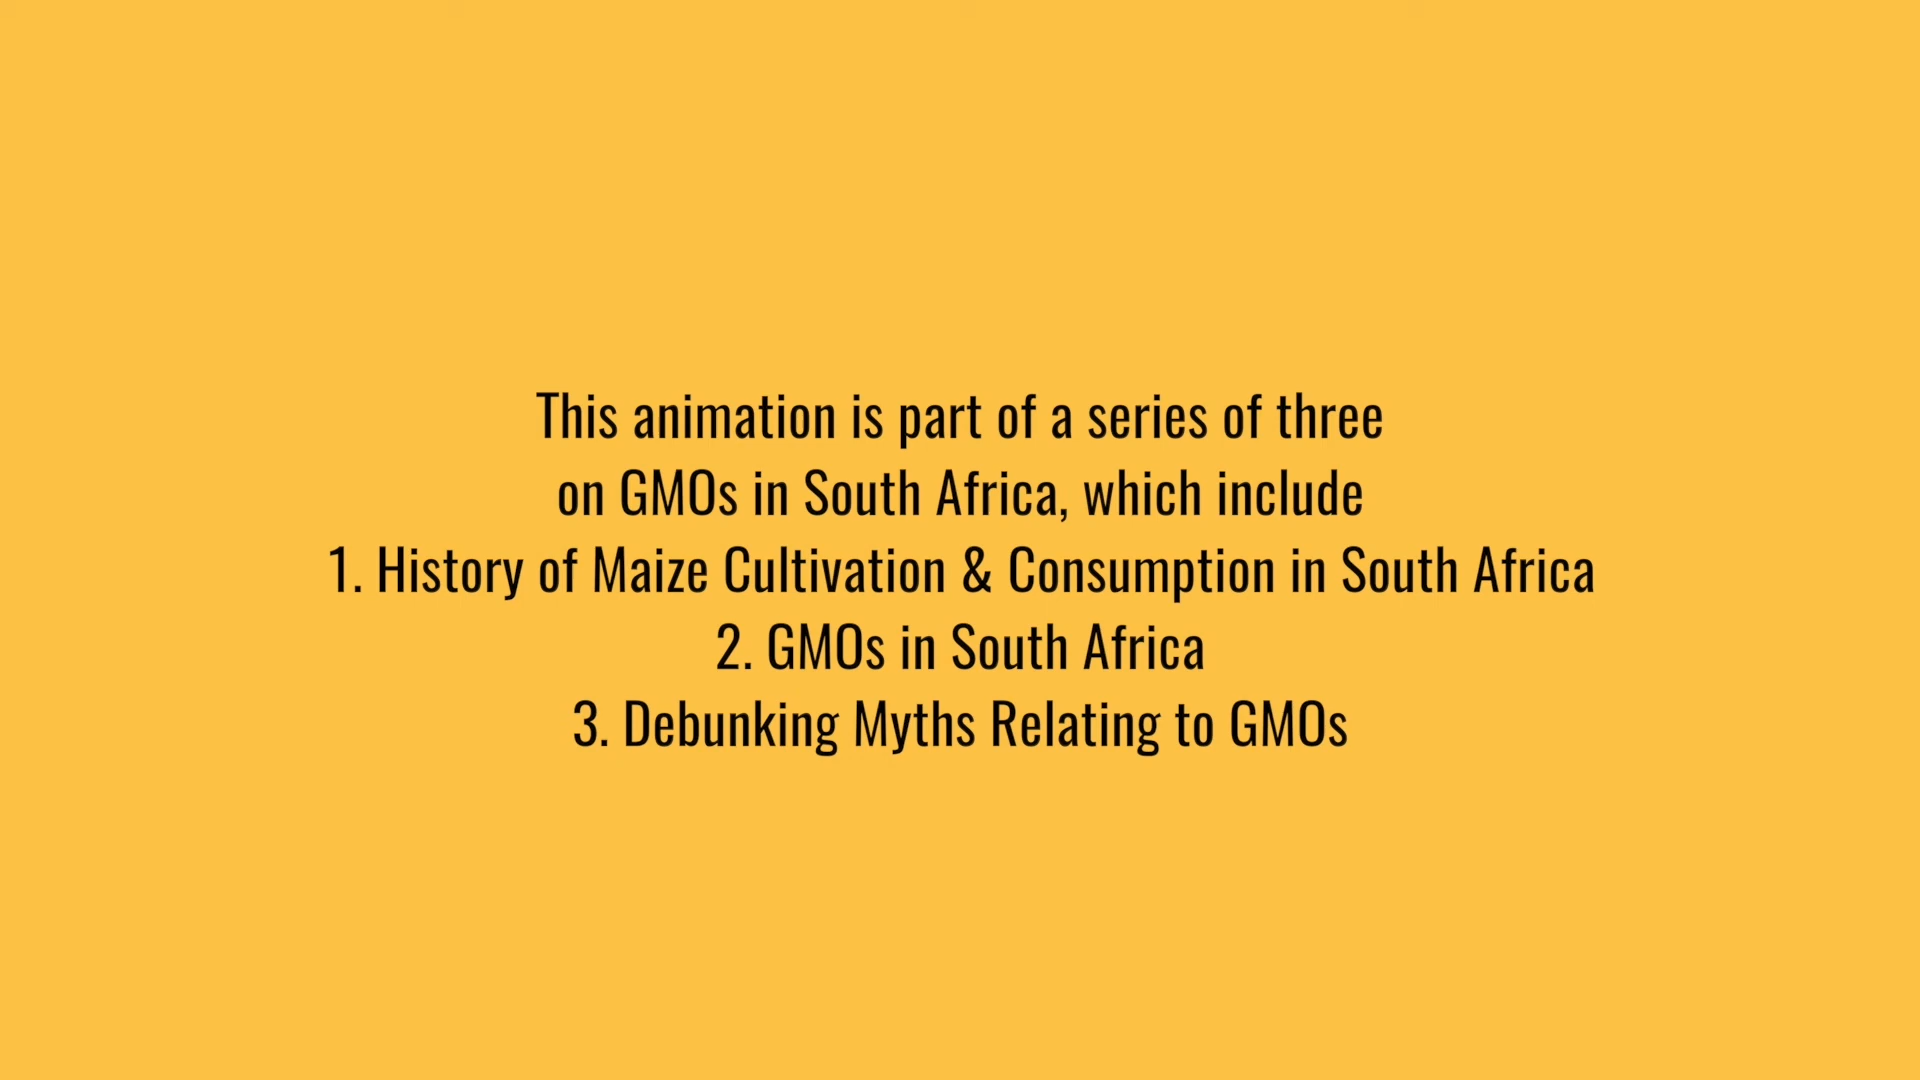 This animation is part of a series of three
on GMOs in South Africa, which include
1. History of Maize Cultivation & Consumption in South Africa
2. GMOs in South Africa
3. Debunking Myths Relating to GMOs